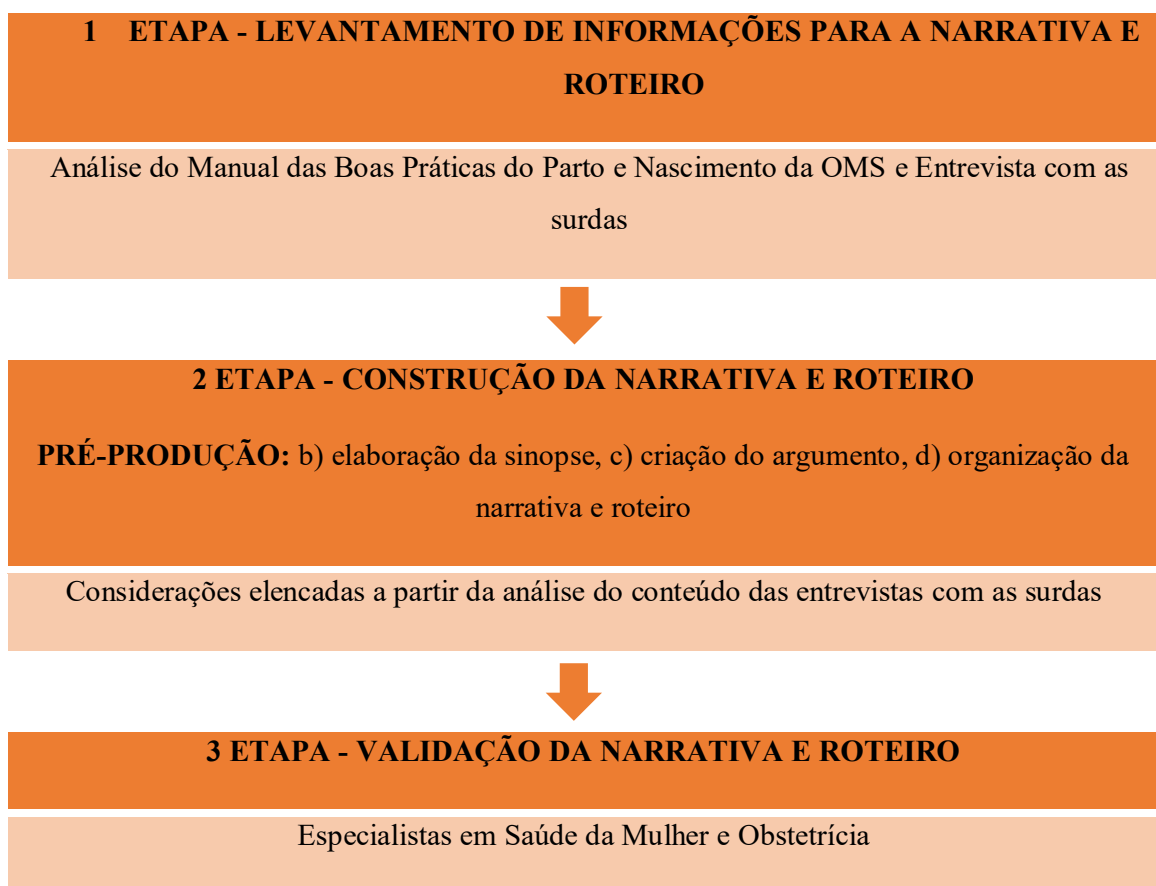 1 ETAPA - LEVANTAMENTO DE INFORMAÇÕES PARA A NARRATIVA E
ROTEIRO
Análise do Manual das Boas Práticas do Parto e Nascimento da OMS e Entrevista com as
surdas
2 ETAPA - CONSTRUÇÃO DA NARRATIVA E ROTEIRO
PRÉ-PRODUÇÃO: b) elaboração da sinopse, c) criação do argumento, d) organização da
narrativa e roteiro
Considerações elencadas a partir da análise do conteúdo das entrevistas com as surdas
3 ETAPA - VALIDAÇÃO DA NARRATIVA E ROTEIRO
Especialistas em Saúde da Mulher e Obstetrícia